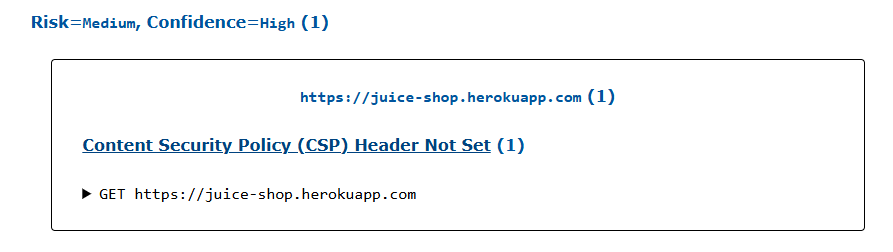 Risk=Medium, Confidence=High (1)
https://juice-shop.herokuapp.com (1)
Content Security Policy (CSP) Header Not Set (1)
▶ GET https://juice-shop.herokuapp.com